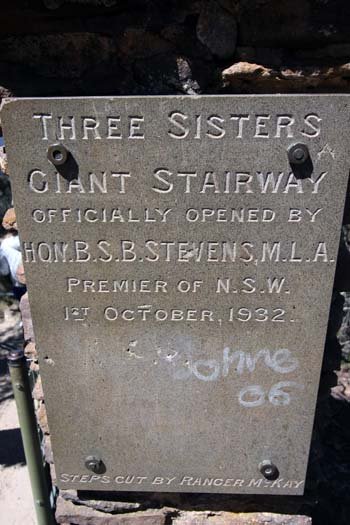 THREE SISTERS
GIANT STAIRWAY
OFFICIALLY OPENED BY
HON. B.S.B. STEVENS, M.L.A.
PREMIER OF N.S.W.
1ST OCTOBER, 1932.
06
STEPS CUT BY RANGER McKAY